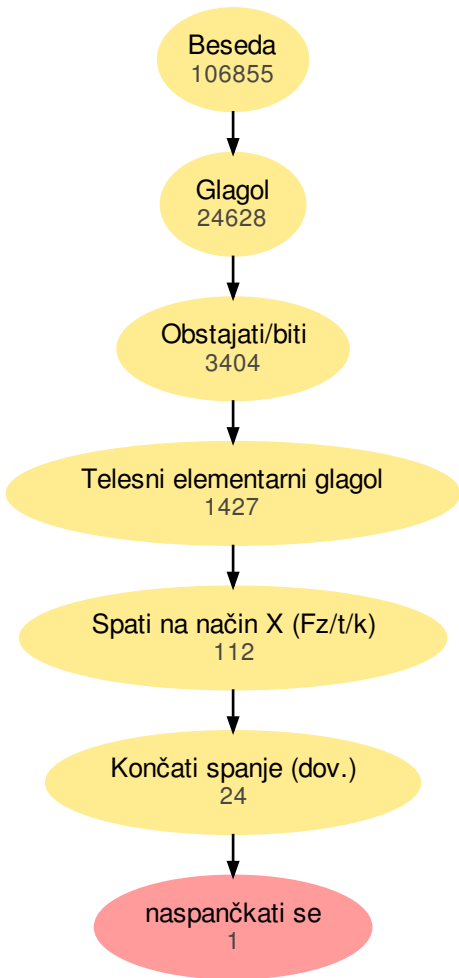 Beseda
106855
Glagol
24628
Obstajati/biti
3404
Telesni elementarni glagol
1427
Spati na način X (Fz/t/k)
112
Končati spanje (dov.)
24
naspančkati se
1